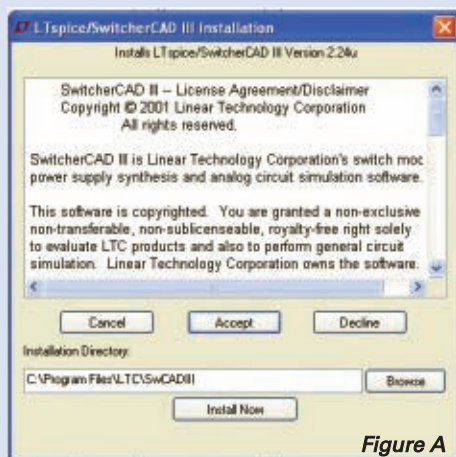 LTspice/SwitcherCAD III Installation
Installs LTspice/SwitcherCAD III Version 2.24u
SwitcherCAD III -- License Agreement/Disclaimer
Copyright © 2001 Linear Technology Corporation
All rights reserved.
SwitcherCAD III is Linear Technology Corporation's switch moc
power supply synthesis and analog circuit simulation software.
This software is copyrighted. You are granted a non-exclusive
non-transferable, non-sublicenseable, royalty-free right solely
to evaluate LTC products and also to perform general circuit
simulation. Linear Technology Corporation owns the software.
Cancel Accept Decline
Installation Directory:
C:\Program Files\LTC\SwCADIII Browse
Install Now
Figure A